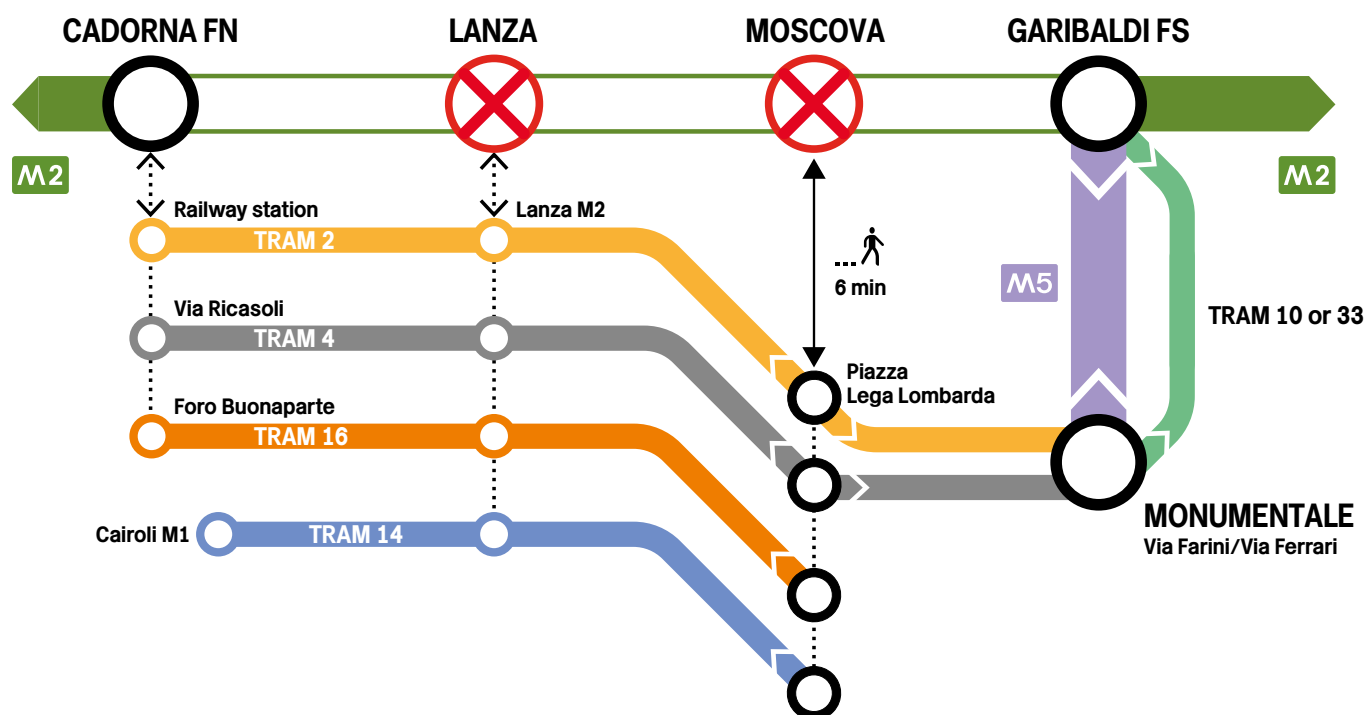 CADORNA FN
LANZA
MOSCOVA
GARIBALDI FS
M2
M2
Railway station
TRAM 2
Lanza M2
6 min
M5
TRAM 10 or 33
Via Ricasoli
TRAM 4
Piazza
Lega Lombarda
Foro Buonaparte
TRAM 16
Cairoli M1
TRAM 14
MONUMENTALE
Via Farini/Via Ferrari